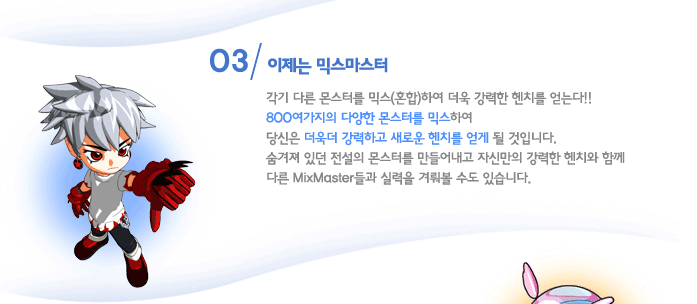 03/ 이제는 믹스마스터
각기 다른 몬스터를 믹스(혼합)하여 더욱 강력한 헨치를 얻는다!!
800여가지의 다양한 몬스터를 믹스하여
당신은 더욱더 강력하고 새로운 헨치를 얻게 될 것입니다.
숨겨져 있던 전설의 몬스터를 만들어내고 자신만의 강력한 헨치와 함께
다른 MixMaster들과 실력을 겨뤄볼 수도 있습니다.